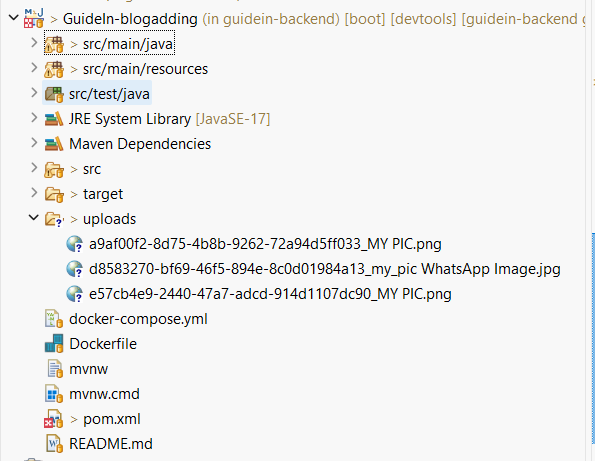 > GuideIn-blogadding (in guidein-backend) [boot] [devtools] [guidein-backend
> src/main/java
> src/main/resources
src/test/java
JRE System Library [JavaSE-17]
Maven Dependencies
> src
> target
> uploads
a9af00f2-8d75-4b8b-9262-72a94d5ff033_MY PIC.png
d8583270-bf69-46f5-894e-8c0d01984a13_my_pic WhatsApp Image.jpg
e57cb4e9-2440-47a7-adcd-914d1107dc90_MY PIC.png
docker-compose.yml
Dockerfile
mvnw
mvnw.cmd
> pom.xml
README.md